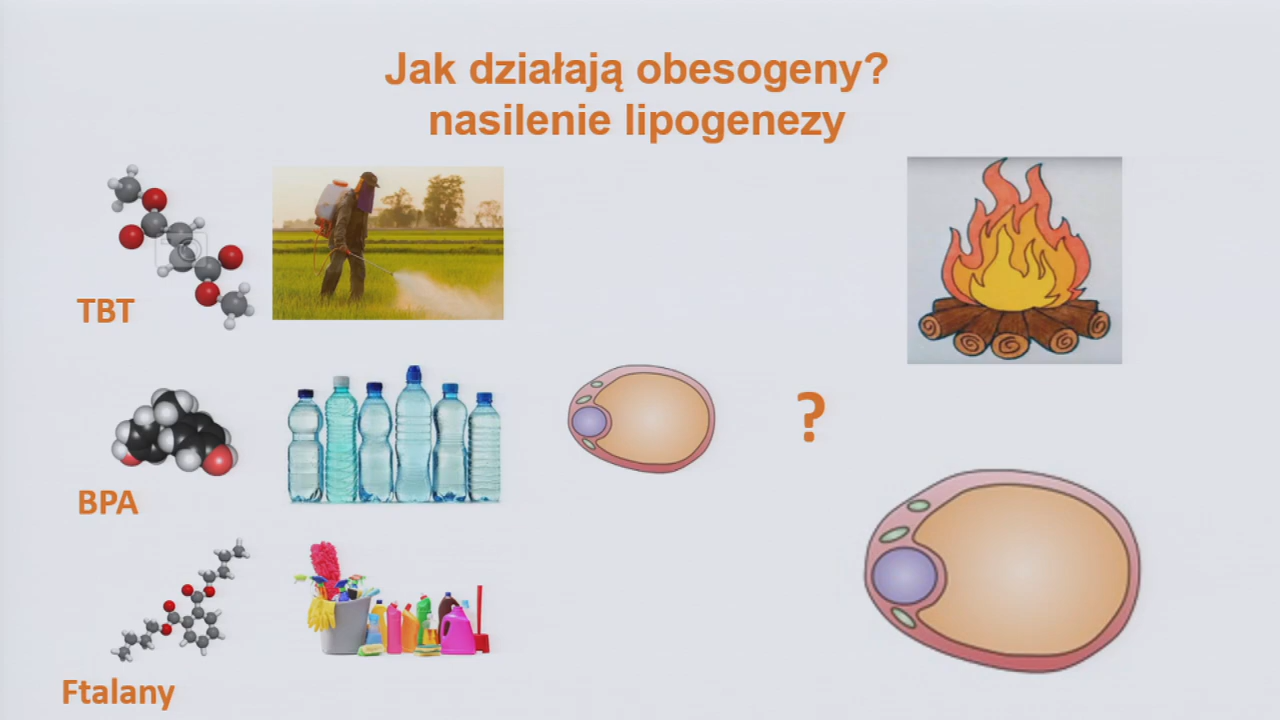 Jak działają obesogeny?
nasilenie lipogenezy
TBT
BPA
?
Ftalany